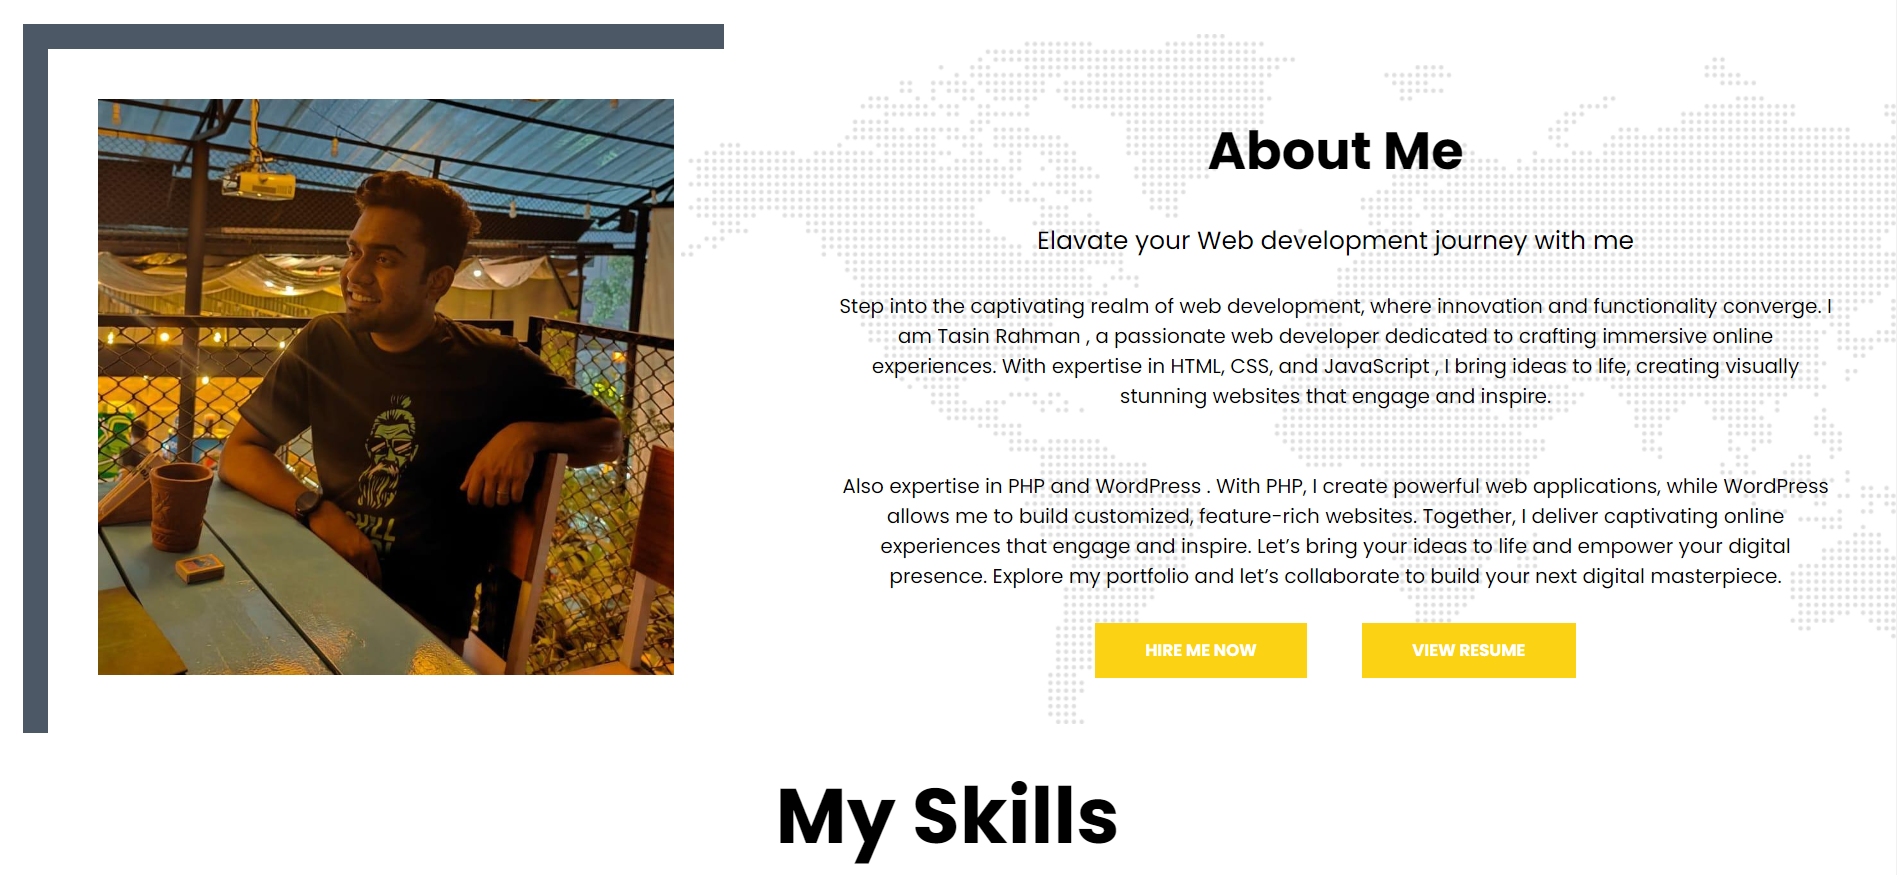 About Me
Elavate your Web development journey with me
Step into the captivating realm of web development, where innovation and functionality converge. I
am Tasin Rahman , a passionate web developer dedicated to crafting immersive online
experiences. With expertise in HTML, CSS, and JavaScript , I bring ideas to life, creating visually
stunning websites that engage and inspire.
Also expertise in PHP and WordPress . With PHP, I create powerful web applications, while WordPress
allows me to build customized, feature-rich websites. Together, I deliver captivating online
experiences that engage and inspire. Let’s bring your ideas to life and empower your digital
presence. Explore my portfolio and let’s collaborate to build your next digital masterpiece.
HIRE ME NOW
VIEW RESUME
CHILL
My Skills